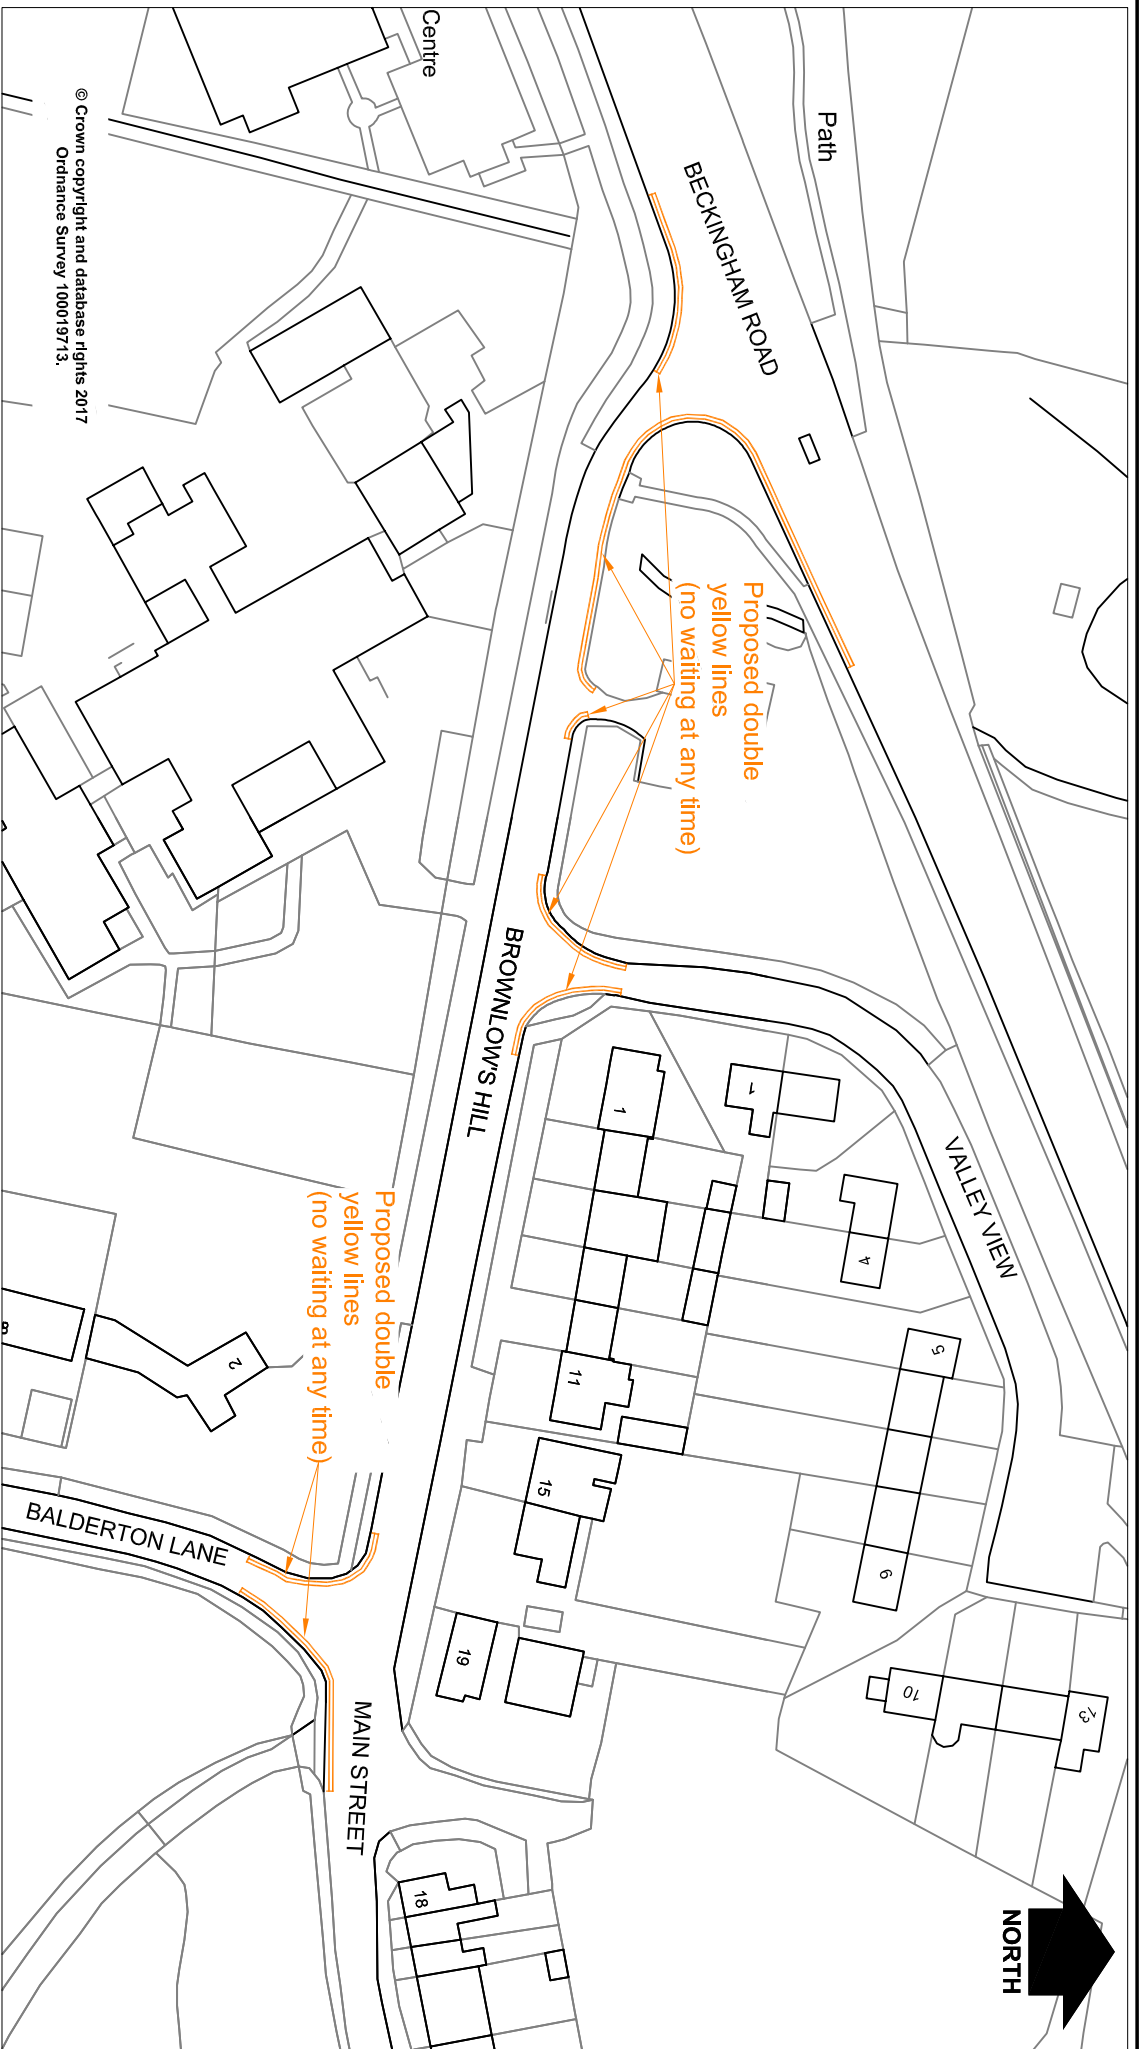 Centre
Path
BECKINGHAM ROAD
© Crown copyright and database rights 2017
Ordnance Survey 100019713.
Proposed double
yellow lines
(no waiting at any time)
BROWNLOW'S HILL
VALLEY VIEW
1
1
4
5
9
11
15
19
10
13
2
8
Proposed double
yellow lines
(no waiting at any time)
BALDERTON LANE
MAIN STREET
18
NORTH